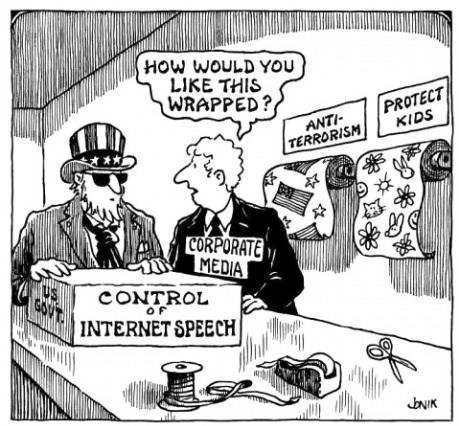 HOW WOULD YOU
LIKE THIS
WRAPPED?
ANTI-
TERRORISM
PROTECT
KIDS
CORPORATE
MEDIA
U.S.
GOVT.
CONTROL
OF
INTERNET SPEECH
JONIK